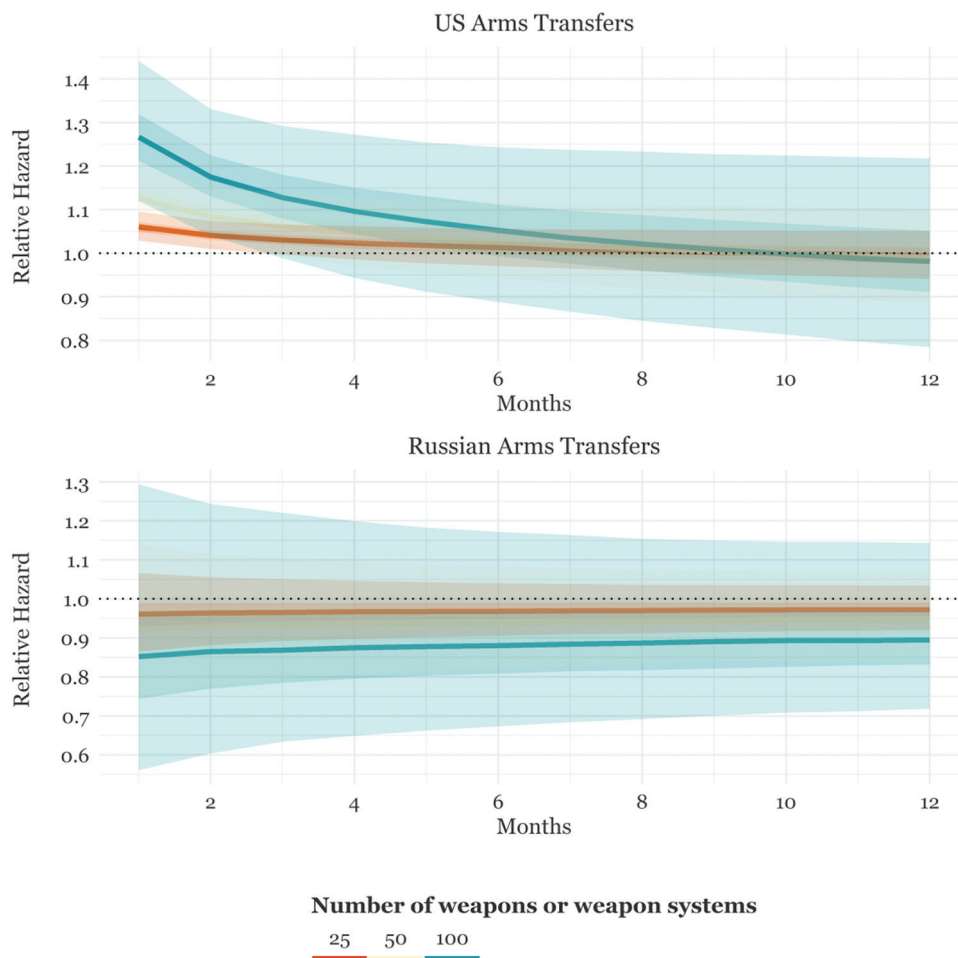 US Arms Transfers
Relative Hazard
1.4
1.3
1.2
1.1
1.0
0.9
0.8
2 4 6 8 10 12
Months
Russian Arms Transfers
Relative Hazard
1.3
1.2
1.1
1.0
0.9
0.8
0.7
0.6
2 4 6 8 10 12
Months
Number of weapons or weapon systems
25 50 100